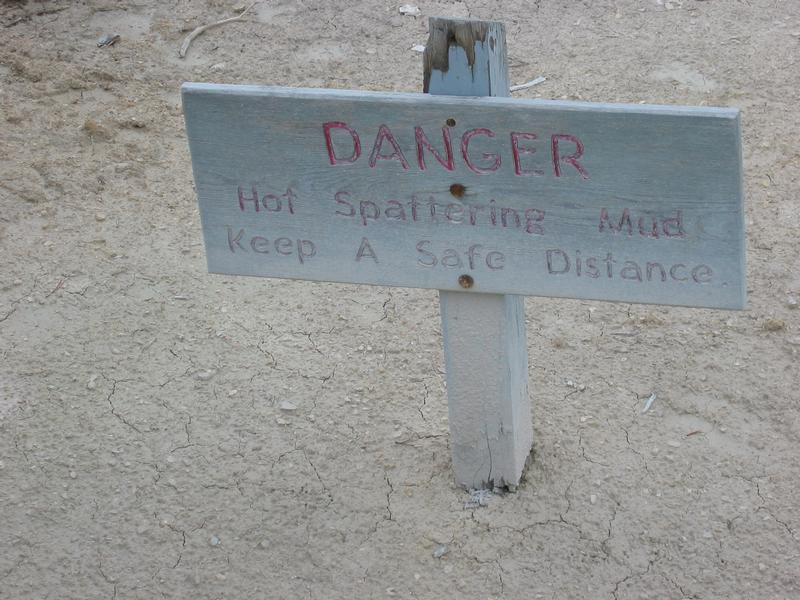 DANGER
Hot Spattering Mud
Keep A Safe Distance